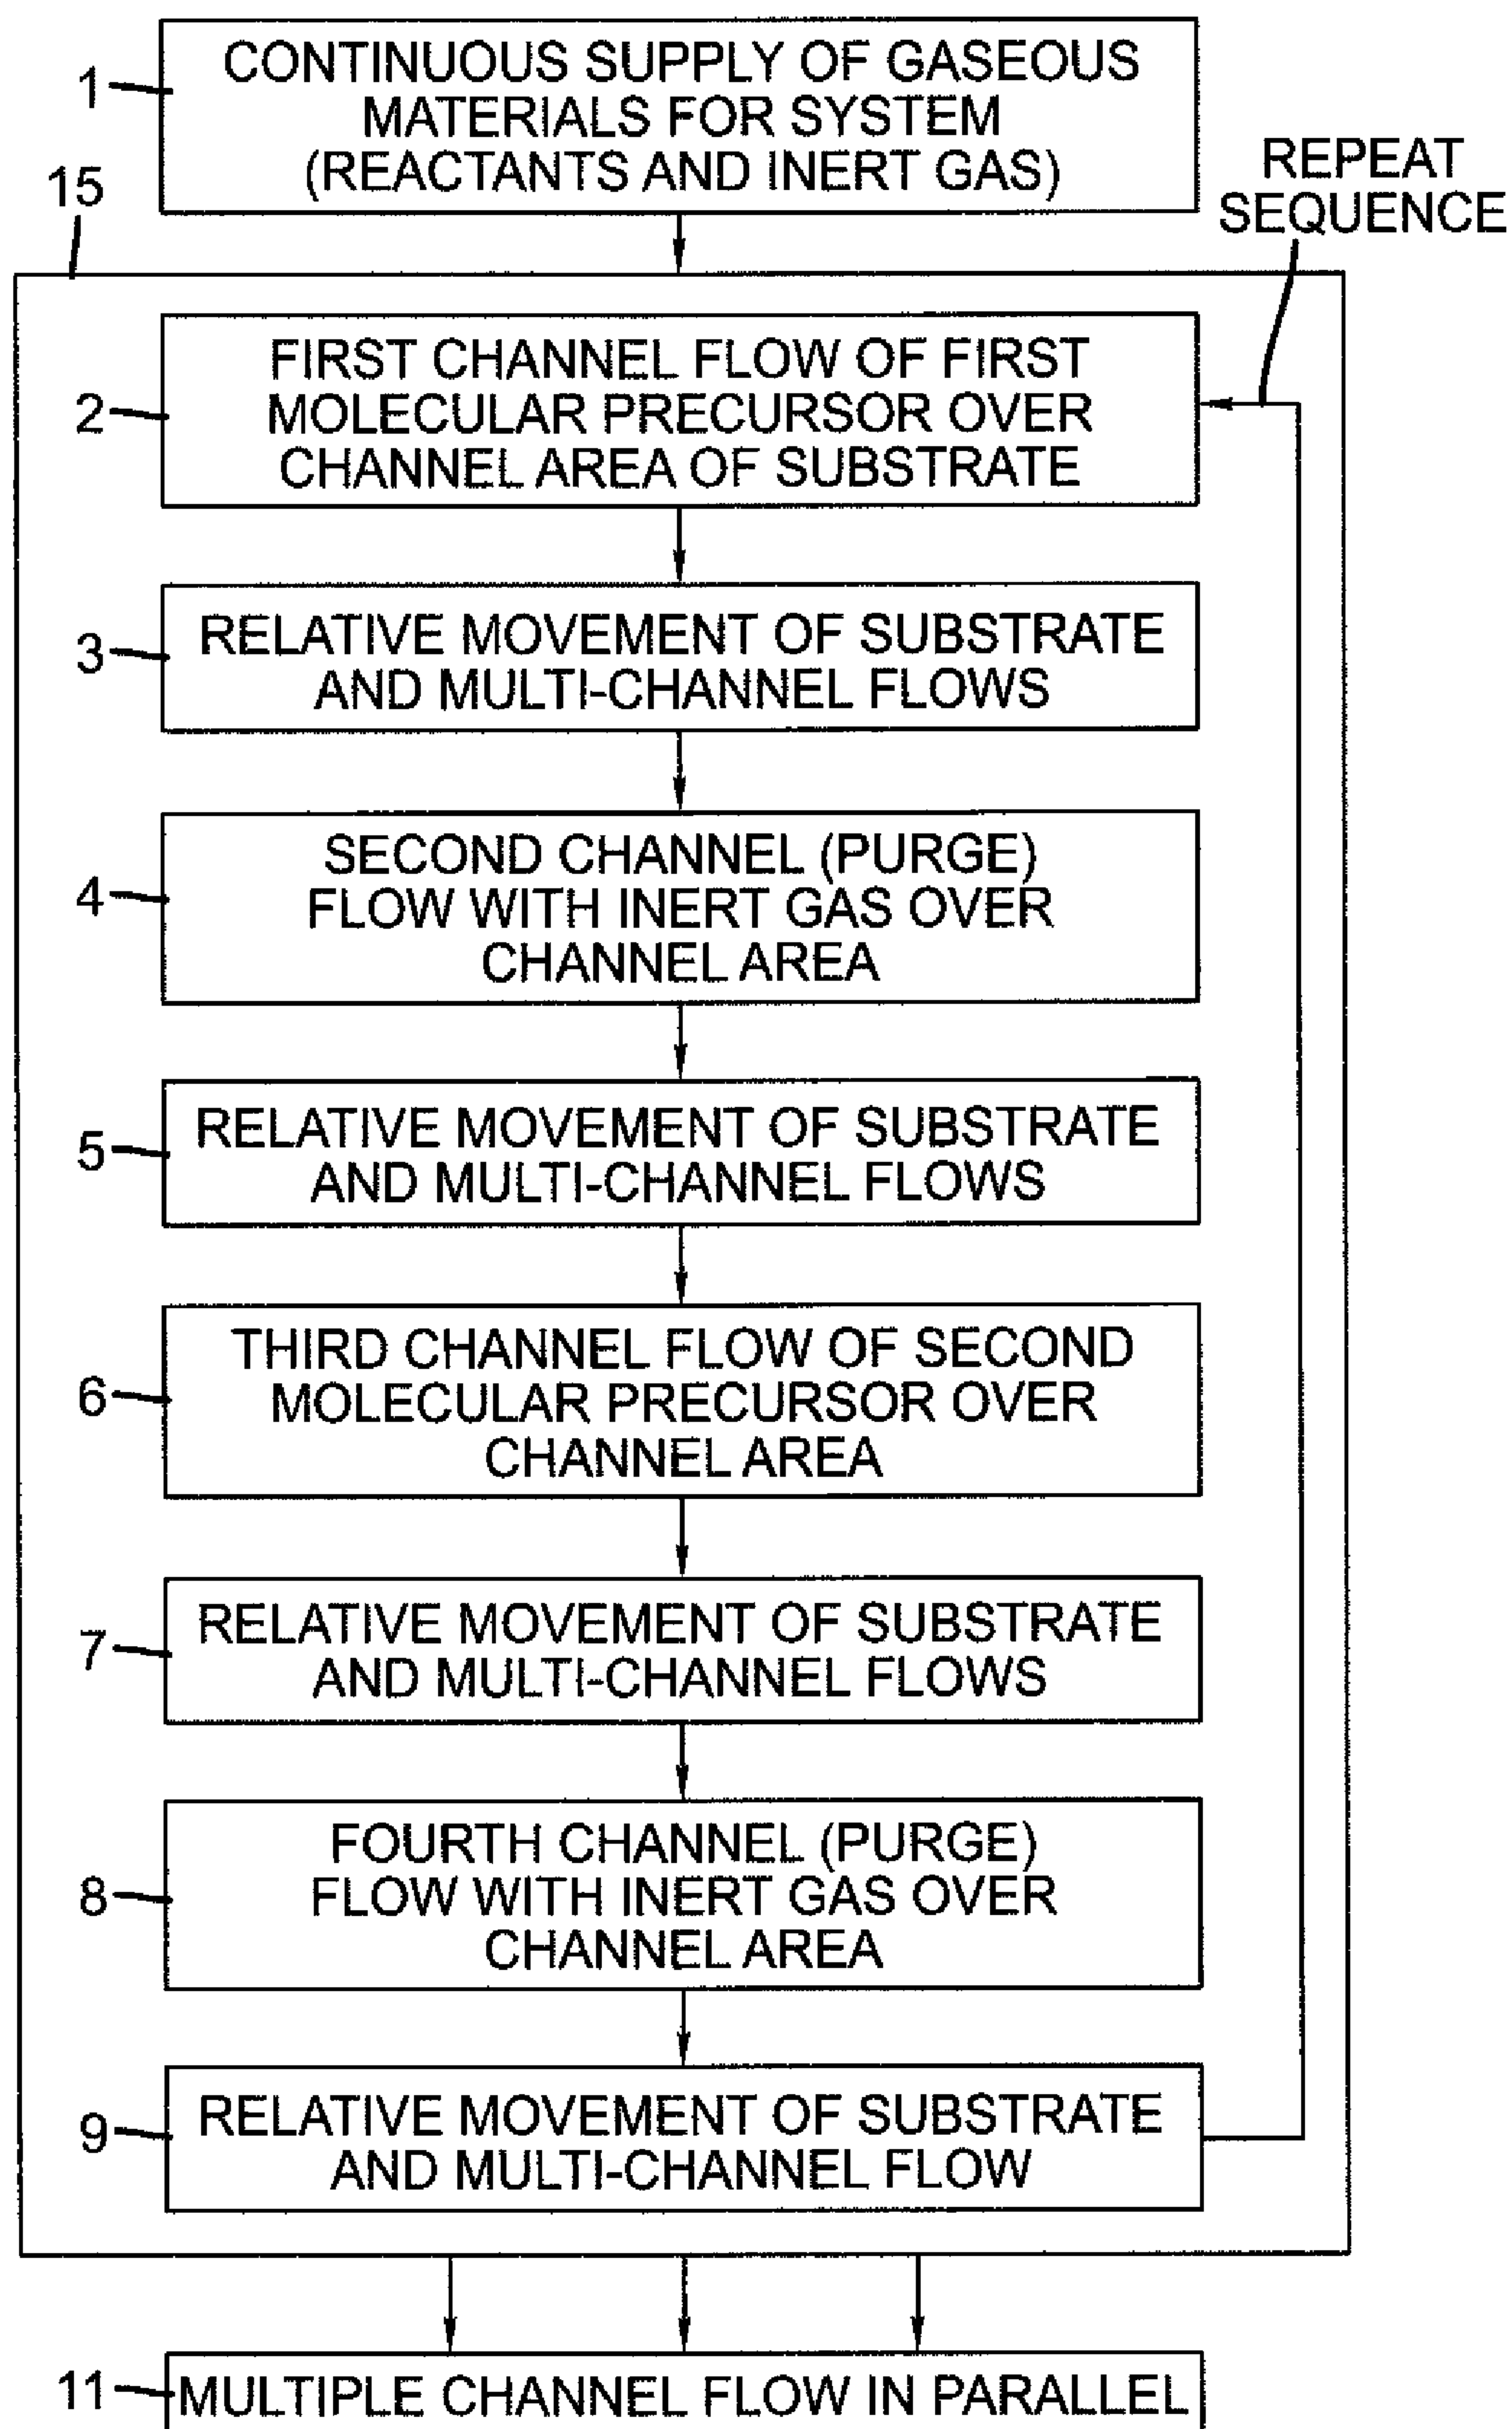 1
CONTINUOUS SUPPLY OF GASEOUS
MATERIALS FOR SYSTEM
(REACTANTS AND INERT GAS)
REPEAT
SEQUENCE
15
2
FIRST CHANNEL FLOW OF FIRST
MOLECULAR PRECURSOR OVER
CHANNEL AREA OF SUBSTRATE
3
RELATIVE MOVEMENT OF SUBSTRATE
AND MULTI-CHANNEL FLOWS
4
SECOND CHANNEL (PURGE)
FLOW WITH INERT GAS OVER
CHANNEL AREA
5
RELATIVE MOVEMENT OF SUBSTRATE
AND MULTI-CHANNEL FLOWS
6
THIRD CHANNEL FLOW OF SECOND
MOLECULAR PRECURSOR OVER
CHANNEL AREA
7
RELATIVE MOVEMENT OF SUBSTRATE
AND MULTI-CHANNEL FLOWS
8
FOURTH CHANNEL (PURGE)
FLOW WITH INERT GAS OVER
CHANNEL AREA
9
RELATIVE MOVEMENT OF SUBSTRATE
AND MULTI-CHANNEL FLOW
11
MULTIPLE CHANNEL FLOW IN PARALLEL